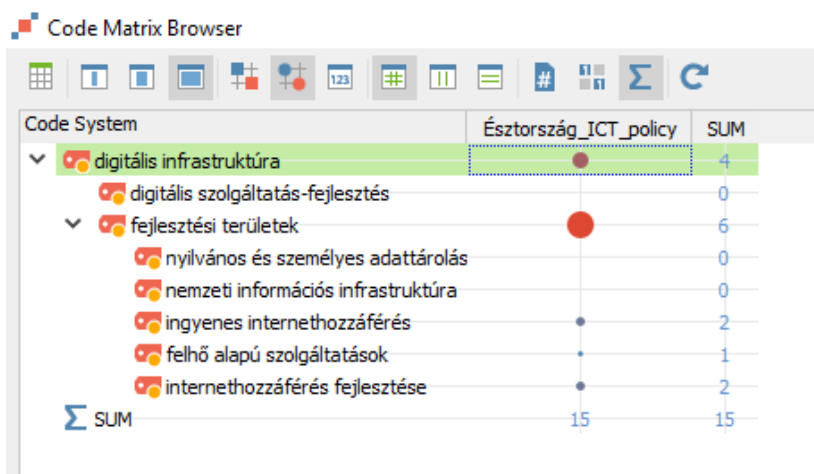 Code Matrix Browser
123 # Σ
Code System Észtország_ICT_policy SUM
digitális infrastruktúra 4
digitális szolgáltatás-fejlesztés 0
fejlesztési területek 6
nyilvános és személyes adattárolás 0
nemzeti információs infrastruktúra 0
ingyenes internethozzáférés 2
felhő alapú szolgáltatások 1
internethozzáférés fejlesztése 2
Σ SUM 15 15